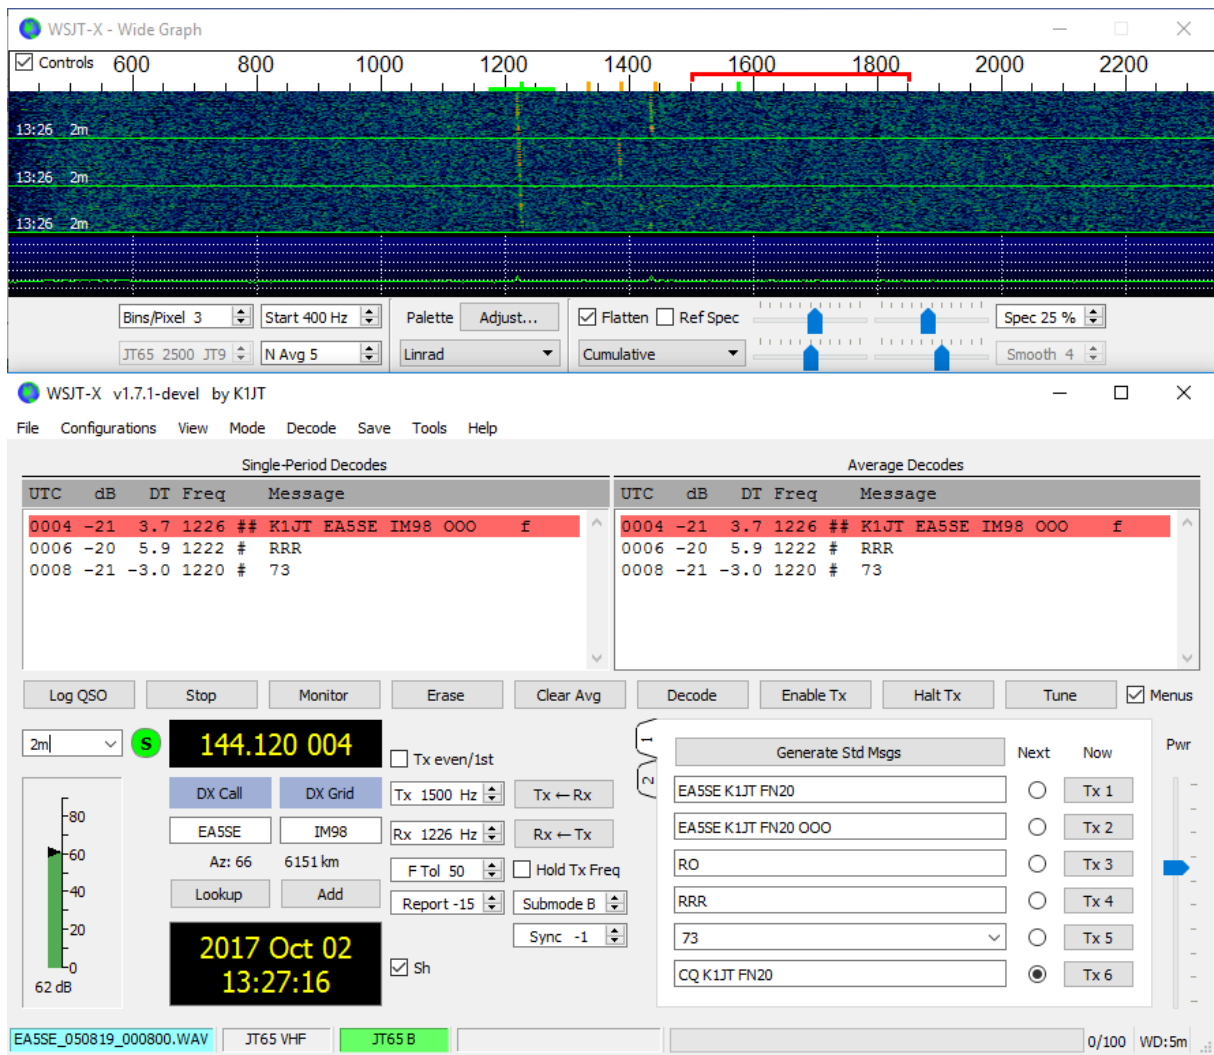 WSJT-X - Wide Graph
Controls 600 800 1000 1200 1400 1600 1800 2000 2200
13:26 2m
13:26 2m
13:26 2m
Bins/Pixel 3 Start 400 Hz Palette Adjust... Flatten Ref Spec Spec 25 %
JT65 2500 JT9 N Avg 5 Linrad Cumulative Smooth 4
WSJT-X v1.7.1-devel by K1JT
File Configurations View Mode Decode Save Tools Help
Single-Period Decodes Average Decodes
UTC dB DT Freq Message UTC dB DT Freq Message
0004 -21 3.7 1226 ## K1JT EA5SE IM98 OOO f 0004 -21 3.7 1226 ## K1JT EA5SE IM98 OOO f
0006 -20 5.9 1222 # RRR 0006 -20 5.9 1222 # RRR
0008 -21 -3.0 1220 # 73 0008 -21 -3.0 1220 # 73
Log QSO Stop Monitor Erase Clear Avg Decode Enable Tx Halt Tx Tune Menus
2m S 144.120 004 Tx even/1st 1 Generate Std Msgs Next Now Pwr
DX Call DX Grid Tx 1500 Hz Tx ← Rx 2 EA5SE K1JT FN20 Tx 1
-80 EA5SE IM98 Rx 1226 Hz Rx ← Tx EA5SE K1JT FN20 OOO Tx 2
-60 Az: 66 6151 km F Tol 50 Hold Tx Freq RO Tx 3
-40 Lookup Add Report -15 Submode B RRR Tx 4
-20 2017 Oct 02 Sync -1 73 Tx 5
-0 13:27:16 Sh CQ K1JT FN20 Tx 6
62 dB
EA5SE_050819_000800.WAV JT65 VHF JT65 B 0/100 WD:5m